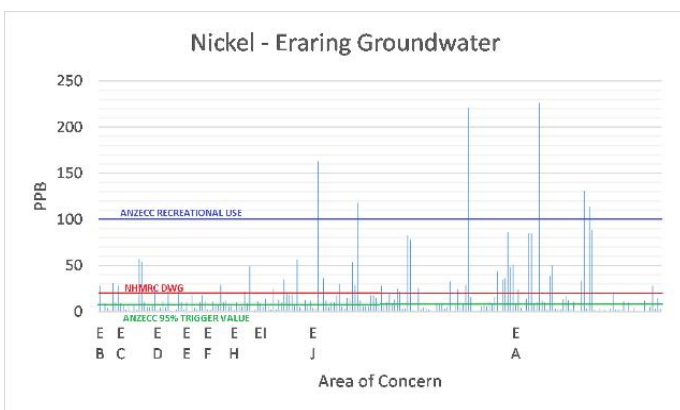 Nickel - Eraring Groundwater
250
200
150
100
50
0
PPB
ANZECC RECREATIONAL USE
NHMRC DWG
ANZECC 95% TRIGGER VALUE
E B
E C
E D
E E
E F
E H
EI
E J
E A
Area of Concern